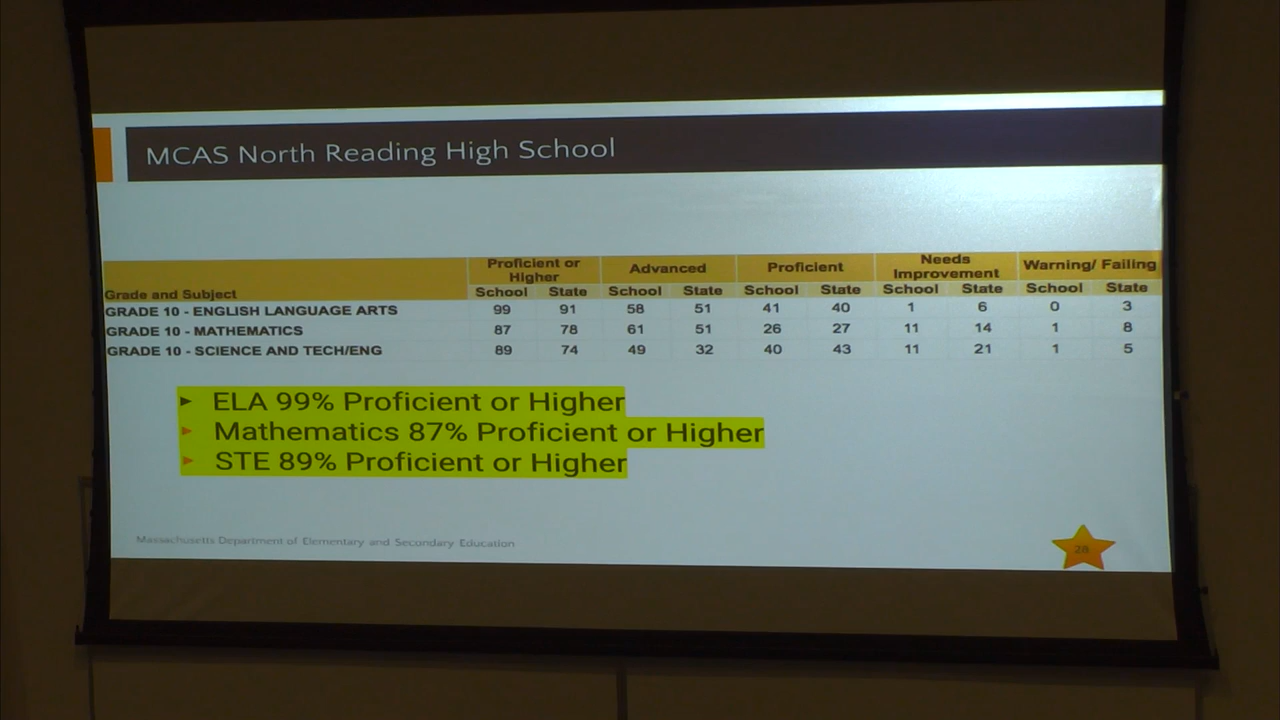 MCAS North Reading High School
Proficient or Higher Advanced Proficient Needs Improvement Warning/ Failing
Grade and Subject School State School State School State School State School State
GRADE 10 - ENGLISH LANGUAGE ARTS 99 91 58 51 41 40 1 6 0 3
GRADE 10 - MATHEMATICS 87 78 61 51 26 27 11 14 1 8
GRADE 10 - SCIENCE AND TECH/ENG 89 74 49 32 40 43 11 21 1 5
► ELA 99% Proficient or Higher
► Mathematics 87% Proficient or Higher
► STE 89% Proficient or Higher
Massachusetts Department of Elementary and Secondary Education
28